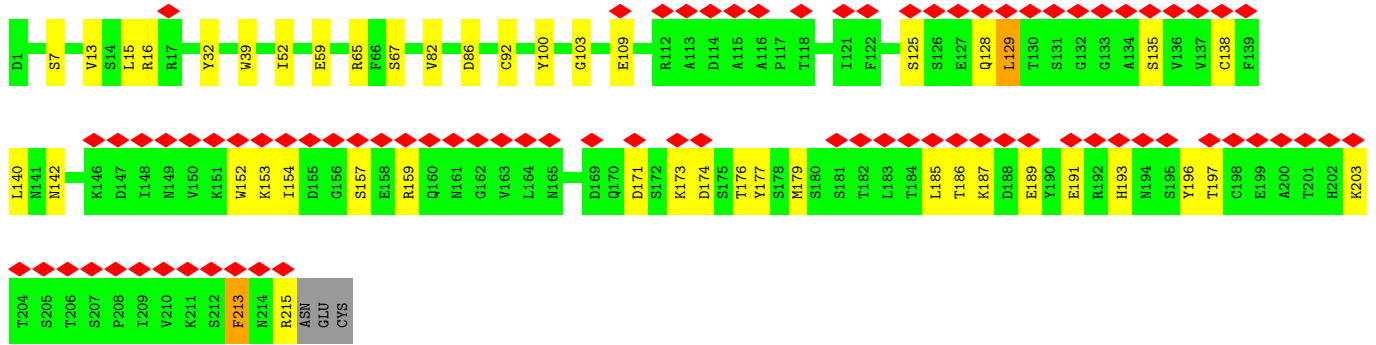 D1 S7 V13 S14 L15 R16 R17 Y32 W39 I52 E59 R65 F66 S67 V82 D86 C92 Y100 G103 E109 R112 A113 D114 A115 A116 P117 T118 I121 F122 S125 S126 E127 Q128 L129 T130 S131 G132 G133 A134 S135 V136 V137 C138 F139
L140 N141 N142 K146 D147 I148 N149 V150 K151 W152 K153 I154 D155 G156 S157 E158 R159 Q160 N161 G162 V163 L164 N165 D169 Q170 D171 S172 K173 D174 S175 T176 Y177 S178 M179 S180 S181 T182 L183 T184 L185 T186 K187 D188 E189 Y190 E191 R192 H193 N194 S195 Y196 T197 C198 E199 A200 T201 H202 K203
T204 S205 T206 S207 P208 I209 V210 K211 S212 F213 N214 R215 ASN GLU CYS